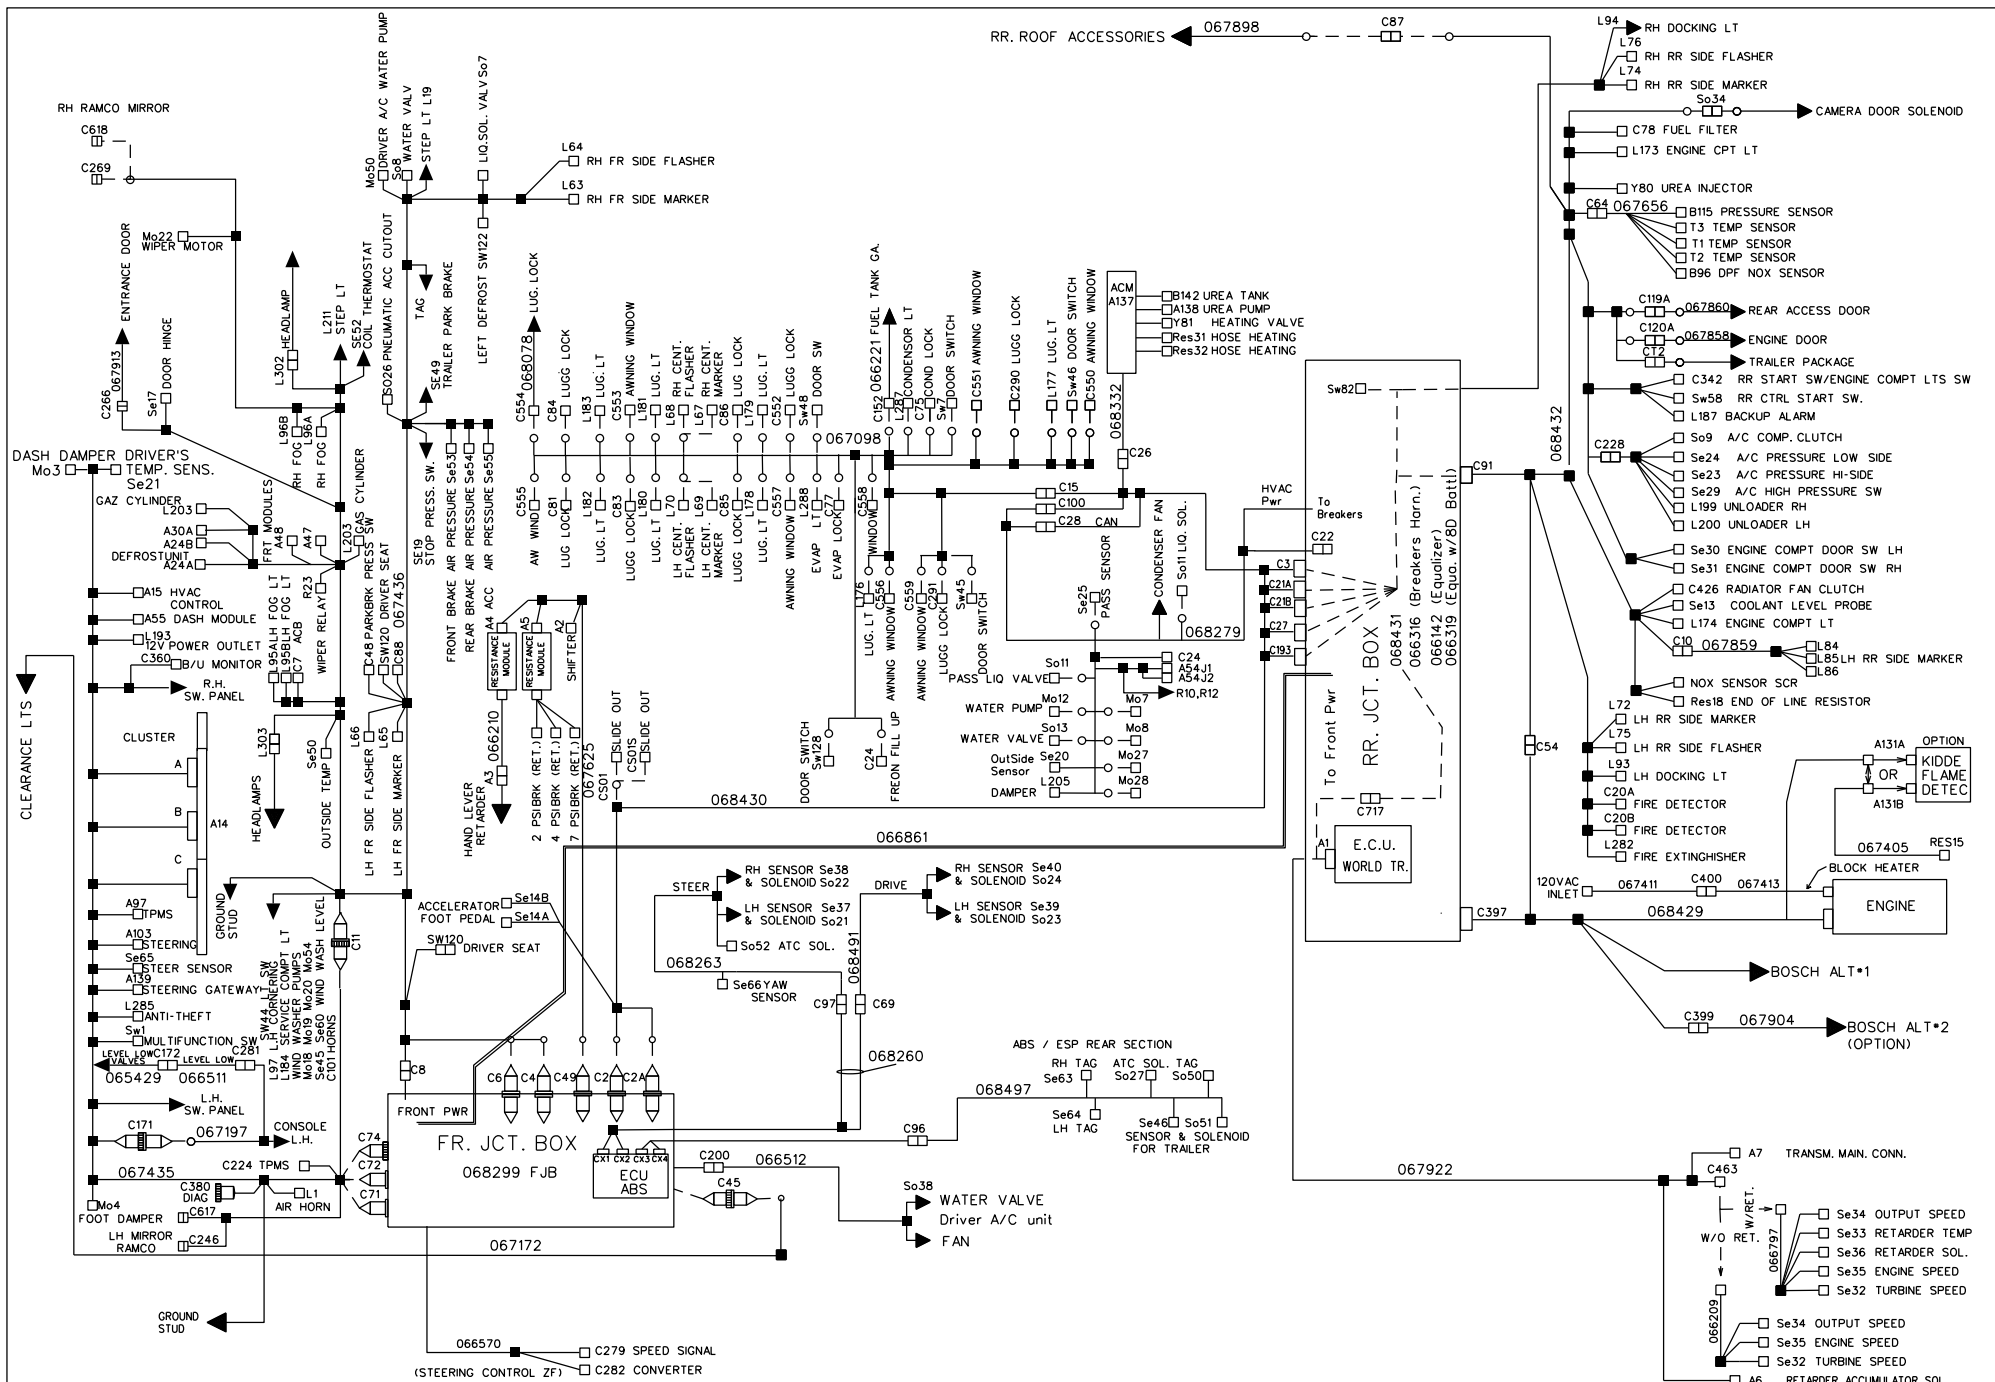 RR. ROOF ACCESSORIES
067898
C87
L94
RH DOCKING LT
L76
RH RR SIDE FLASHER
L74
RH RR SIDE MARKER
So34
CAMERA DOOR SOLENOID
C78 FUEL FILTER
L173 ENGINE CPT LT
Y80 UREA INJECTOR
C64
067656
B115 PRESSURE SENSOR
T3 TEMP SENSOR
T1 TEMP SENSOR
T2 TEMP SENSOR
B96 DPF NOX SENSOR
C119A
067860
REAR ACCESS DOOR
C120A
067858
ENGINE DOOR
CT2
TRAILER PACKAGE
C342 RR START SW/ENGINE COMPT LTS SW
Sw58 RR CTRL START SW.
L187 BACKUP ALARM
068432
So9 A/C COMP. CLUTCH
C228
Se24 A/C PRESSURE LOW SIDE
Se23 A/C PRESSURE HI-SIDE
Se29 A/C HIGH PRESSURE SW
L199 UNLOADER RH
L200 UNLOADER LH
Se30 ENGINE COMPT DOOR SW LH
Se31 ENGINE COMPT DOOR SW RH
C426 RADIATOR FAN CLUTCH
Se13 COOLANT LEVEL PROBE
L174 ENGINE COMPT LT
C10
067859
L84
L85 LH RR SIDE MARKER
L86
NOX SENSOR SCR
Res18 END OF LINE RESISTOR
L72
LH RR SIDE MARKER
L75
LH RR SIDE FLASHER
L93
LH DOCKING LT
C20A
FIRE DETECTOR
C20B
FIRE DETECTOR
L282
FIRE EXTINGHISHER
A131A
OPTION
KIDDE
FLAME
DETEC
OR
A131B
067405
RES15
BLOCK HEATER
120VAC
INLET
067411
C400
067413
068429
ENGINE
C54
C91
C397
BOSCH ALT*1
C399
067904
BOSCH ALT*2
(OPTION)
RH RAMCO MIRROR
C618
C269
Mo22
WIPER MOTOR
ENTRANCE DOOR
067913
C266
Se17
DOOR HINGE
HEADLAMP
L302
L211
STEP LT
SE52
COIL THERMOSTAT
L96B
RH FOG LT
L96A
RH FOG LT
Mo50
DRIVER A/C WATER PUMP
So8
WATER VALV
STEP LT L19
LIQ.SOL. VALV So7
L64
RH FR SIDE FLASHER
L63
RH FR SIDE MARKER
LEFT DEFROST SW122
SO26 PNEUMATIC ACC CUTOUT
TAG
SE49
TRAILER PARK BRAKE
SE19
STOP PRESS. SW.
FRONT BRAKE AIR PRESSURE Se53
REAR BRAKE AIR PRESSURE Se54
ACC AIR PRESSURE Se55
DASH DAMPER
Mo3
DRIVER'S
TEMP. SENS.
Se21
GAZ CYLINDER
L203
A30A
A24B
DEFROST UNIT
A24A
FRT MODULES
A48
A47
L203
GAS CYLINDER
A15 HVAC
CONTROL
A55 DASH MODULE
L193
12V POWER OUTLET
C360
B/U MONITOR
R.H.
SW. PANEL
R23
WIPER RELAY
L95A LH FOG LT
L95B LH FOG LT
C7 ACB
C48 PARKBRK PRESS SW
SW120 DRIVER SEAT
C88 067436
CLEARANCE LTS
CLUSTER
A
B
C
A14
L303
HEADLAMPS
Se50
OUTSIDE TEMP
L66
LH FR SIDE FLASHER
L65
LH FR SIDE MARKER
A97
TPMS
A103
STEERING
Se65
STEER SENSOR
A139
STEERING GATEWAY
L285
ANTI-THEFT
Sw1
MULTIFUNCTION SW
LEVEL LOW
VALVES
C172
LEVEL LOW
C281
065429
066511
L.H.
SW. PANEL
C171
067197
CONSOLE
L.H.
067435
C224 TPMS
C380
DIAG
L1
AIR HORN
Mo4
FOOT DAMPER
C617
LH MIRROR
RAMCO
C246
GROUND
STUD
GROUND
STUD
C11
SW44 LT SW
L97 L.H CORNERING
L184 SERVICE COMPT LT
WIND WASHER PUMPS
Mo18 Mo19 Mo20 Mo54
Se45 Se60 WIND WASH LEVEL
C101 HORNS
067172
068078
LUG. LOCK
C554
C84 LUGG LOCK
L183 LUG. LT
C553 AWNING WINDOW
L181 LUG. LT
L68 RH CENT.
FLASHER
L67 RH CENT.
MARKER
C86 LUG LOCK
L179 LUG. LT
C552 LUGG LOCK
Sw48 DOOR SW
067098
C152 066221 FUEL TANK GA.
L287 CONDENSOR LT
C75 COND LOCK
Sw7 DOOR SWITCH
C551 AWNING WINDOW
C290 LUGG LOCK
L177 LUG. LT
Sw46 DOOR SWITCH
C550 AWNING WINDOW
C555
AW WIND
C81
LUG LOCK
L182
LUG. LT
C83
LUGG LOCK
L180
LUG. LT
L70
LH CENT.
FLASHER
L69
LH CENT.
MARKER
C85
LUGG LOCK
L178
LUG. LT
C557
AWNING WINDOW
L288
EVAP LT
C77
EVAP LOCK
C558
WINDOW
L176
LUG. LT
C556
AWNING WINDOW
C559
AWNING WINDOW
C291
LUGG LOCK
Sw45
DOOR SWITCH
ACM
A137
B142 UREA TANK
A138 UREA PUMP
Y81 HEATING VALVE
Res31 HOSE HEATING
Res32 HOSE HEATING
068332
C26
C15
C100
C28 CAN
HVAC
Pwr
To
Breakers
C22
C3
C21A
C21B
C27
C193
Sw82
068431
066316 (Breakers Harn.)
066142 (Equalizer)
066319 (Equa. w/8D Batt)
RR. JCT. BOX
To Front Pwr
C717
A1
E.C.U.
WORLD TR.
Se25
PASS SENSOR
CONDENSER FAN
So11 LIQ. SOL.
068279
C24
A54J1
A54J2
R10,R12
So11
PASS LIQ VALVE
Mo12
WATER PUMP
Mo7
So13
WATER VALVE
Mo8
OutSide
Sensor
Se20
Mo27
L205
DAMPER
Mo28
DOOR SWITCH
Sw128
C24
FREON FILL UP
A4
RESISTANCE
MODULE
A5
RESISTANCE
MODULE
A2
SHIFTER
066210
A3
HAND LEVER
RETARDER
2 PSI BRK (RET.)
4 PSI BRK (RET.)
7 PSI BRK (RET.)
067625
CS01
SLIDE OUT
CS01S
SLIDE OUT
068430
066861
ACCELERATOR
FOOT PEDAL
Se14B
Se14A
SW120
DRIVER SEAT
STEER
RH SENSOR Se38
& SOLENOID So22
LH SENSOR Se37
& SOLENOID So21
So52 ATC SOL.
068263
Se66 YAW
SENSOR
DRIVE
RH SENSOR Se40
& SOLENOID So24
LH SENSOR Se39
& SOLENOID So23
068491
C97
C69
068260
C8
C6
C4
C49
C2
C2A
FRONT PWR
FR. JCT. BOX
068299 FJB
C74
C72
C71
CX1 CX2 CX3 CX4
ECU
ABS
C200
066512
C45
C96
068497
ABS / ESP REAR SECTION
RH TAG
Se63
ATC SOL. TAG
So27
So50
Se64
LH TAG
Se46
So51
SENSOR & SOLENOID
FOR TRAILER
So38
WATER VALVE
Driver A/C unit
FAN
066570
(STEERING CONTROL ZF)
C279 SPEED SIGNAL
C282 CONVERTER
067922
A7 TRANSM. MAIN. CONN.
C463
W/RET.
W/O RET.
066797
Se34 OUTPUT SPEED
Se33 RETARDER TEMP
Se36 RETARDER SOL.
Se35 ENGINE SPEED
Se32 TURBINE SPEED
066209
Se34 OUTPUT SPEED
Se35 ENGINE SPEED
Se32 TURBINE SPEED
A6 RETARDER ACCUMULATOR SOL